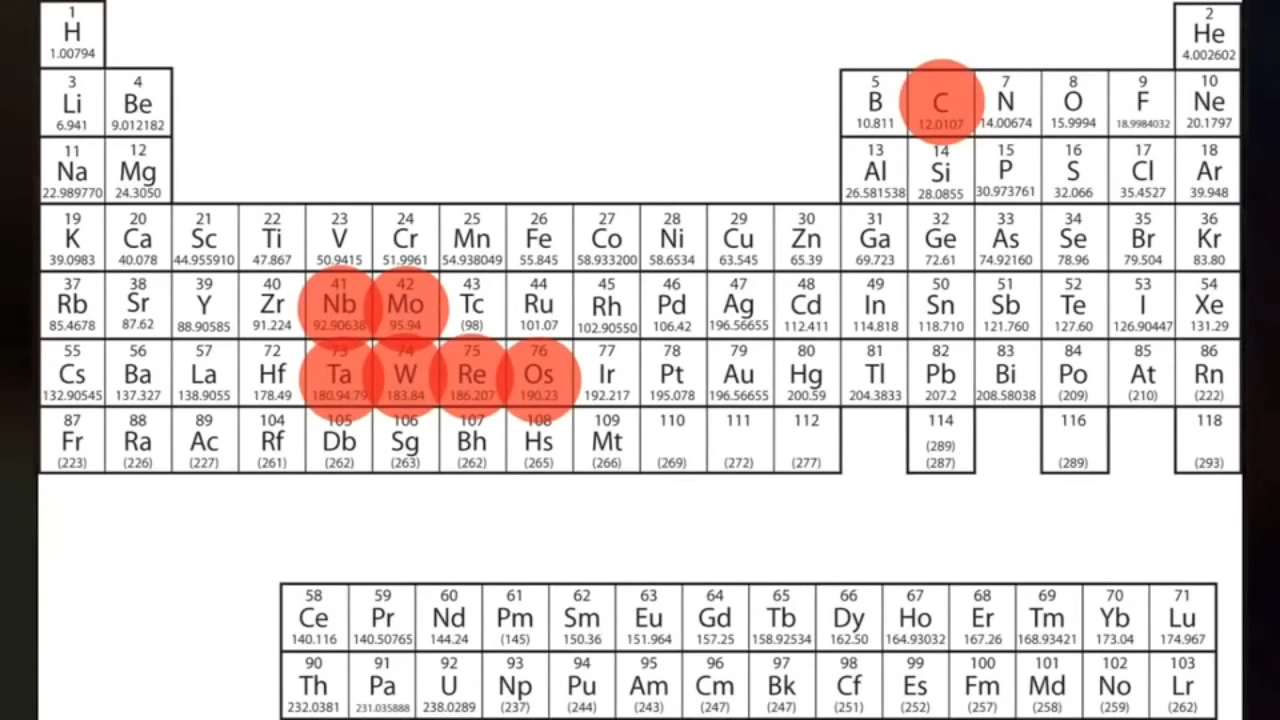 1 2
H He
1.00794 4.002602
3 4 5 6 7 8 9 10
Li Be B C N O F Ne
6.941 9.012182 10.811 12.0107 14.00674 15.9994 18.9984032 20.1797
11 12 13 14 15 16 17 18
Na Mg Al Si P S Cl Ar
22.989770 24.3050 26.581538 28.0855 30.973761 32.066 35.4527 39.948
19 20 21 22 23 24 25 26 27 28 29 30 31 32 33 34 35 36
K Ca Sc Ti V Cr Mn Fe Co Ni Cu Zn Ga Ge As Se Br Kr
39.0983 40.078 44.955910 47.867 50.9415 51.9961 54.938049 55.845 58.933200 58.6534 63.545 65.39 69.723 72.61 74.92160 78.96 79.504 83.80
37 38 39 40 41 42 43 44 45 46 47 48 49 50 51 52 53 54
Rb Sr Y Zr Nb Mo Tc Ru Rh Pd Ag Cd In Sn Sb Te I Xe
85.4678 87.62 88.90585 91.224 92.90638 95.94 (98) 101.07 102.90550 106.42 196.56655 112.411 114.818 118.710 121.760 127.60 126.90447 131.29
55 56 57 72 73 74 75 76 77 78 79 80 81 82 83 84 85 86
Cs Ba La Hf Ta W Re Os Ir Pt Au Hg Tl Pb Bi Po At Rn
132.90545 137.327 138.9055 178.49 180.94.79 183.84 186.207 190.23 192.217 195.078 196.56655 200.59 204.3833 207.2 208.58038 (209) (210) (222)
87 88 89 104 105 106 107 108 109 110 111 112 114 116 118
Fr Ra Ac Rf Db Sg Bh Hs Mt
(289)
(223) (226) (227) (261) (262) (263) (262) (265) (266) (269) (272) (277) (287) (289) (293)
58 59 60 61 62 63 64 65 66 67 68 69 70 71
Ce Pr Nd Pm Sm Eu Gd Tb Dy Ho Er Tm Yb Lu
140.116 140.50765 144.24 (145) 150.36 151.964 157.25 158.92534 162.50 164.93032 167.26 168.93421 173.04 174.967
90 91 92 93 94 95 96 97 98 99 100 101 102 103
Th Pa U Np Pu Am Cm Bk Cf Es Fm Md No Lr
232.0381 231.035888 238.0289 (237) (244) (243) (247) (247) (251) (252) (257) (258) (259) (262)